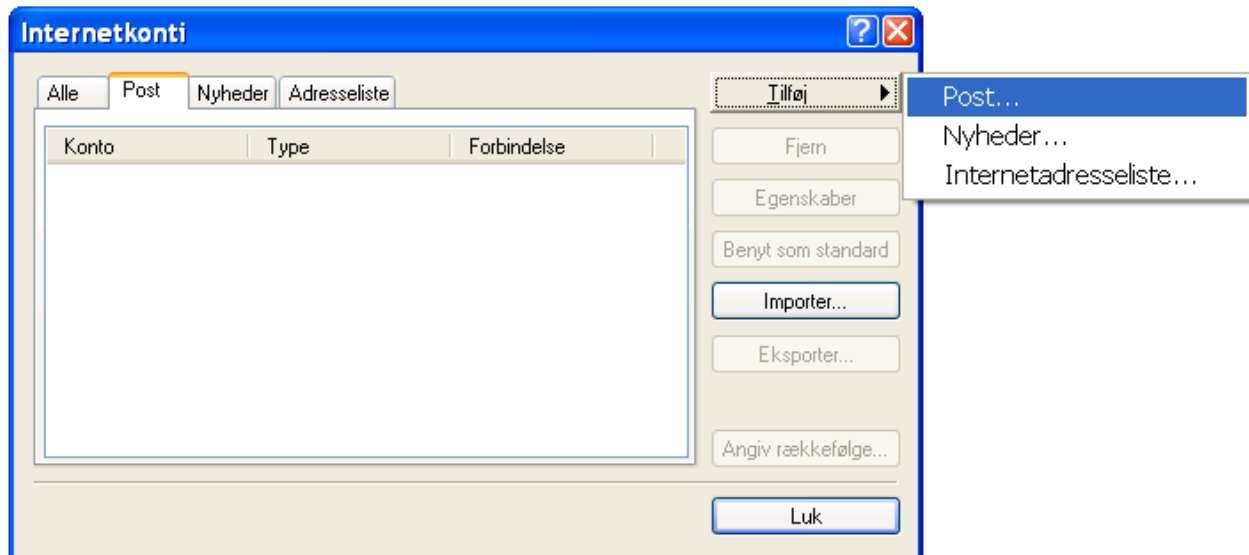 Internetkonti
Alle Post Nyheder Adresseliste
Konto Type Forbindelse
Tilføj
Post...
Nyheder...
Internetadresseliste...
Fjern
Egenskaber
Benyt som standard
Importer...
Eksporter...
Angiv rækkefølge...
Luk